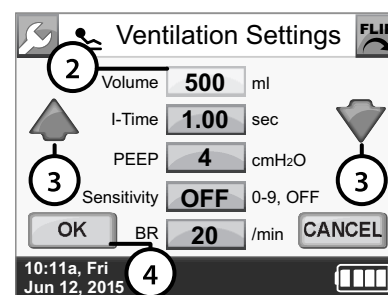 Ventilation Settings FLI
2
Volume 500 ml
I-Time 1.00 sec
PEEP 4 cmH2O
3 3
Sensitivity OFF 0-9, OFF
OK BR 20 /min CANCEL
10:11a, Fri 4
Jun 12, 2015